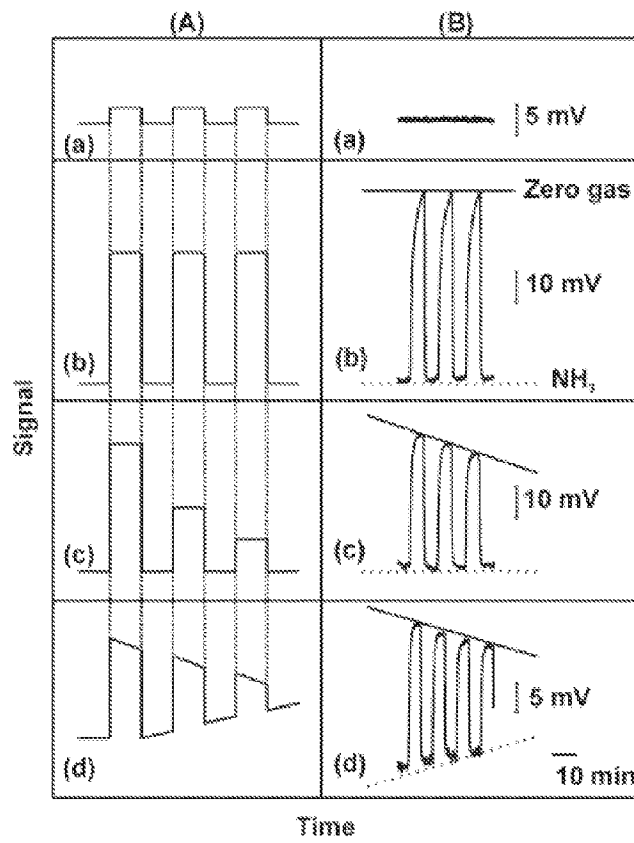 (A)
(B)
(a)
(a)
5 mV
Zero gas
10 mV
(b)
(b)
NH₃
Signal
10 mV
(c)
(c)
5 mV
(d)
(d)
10 min
Time